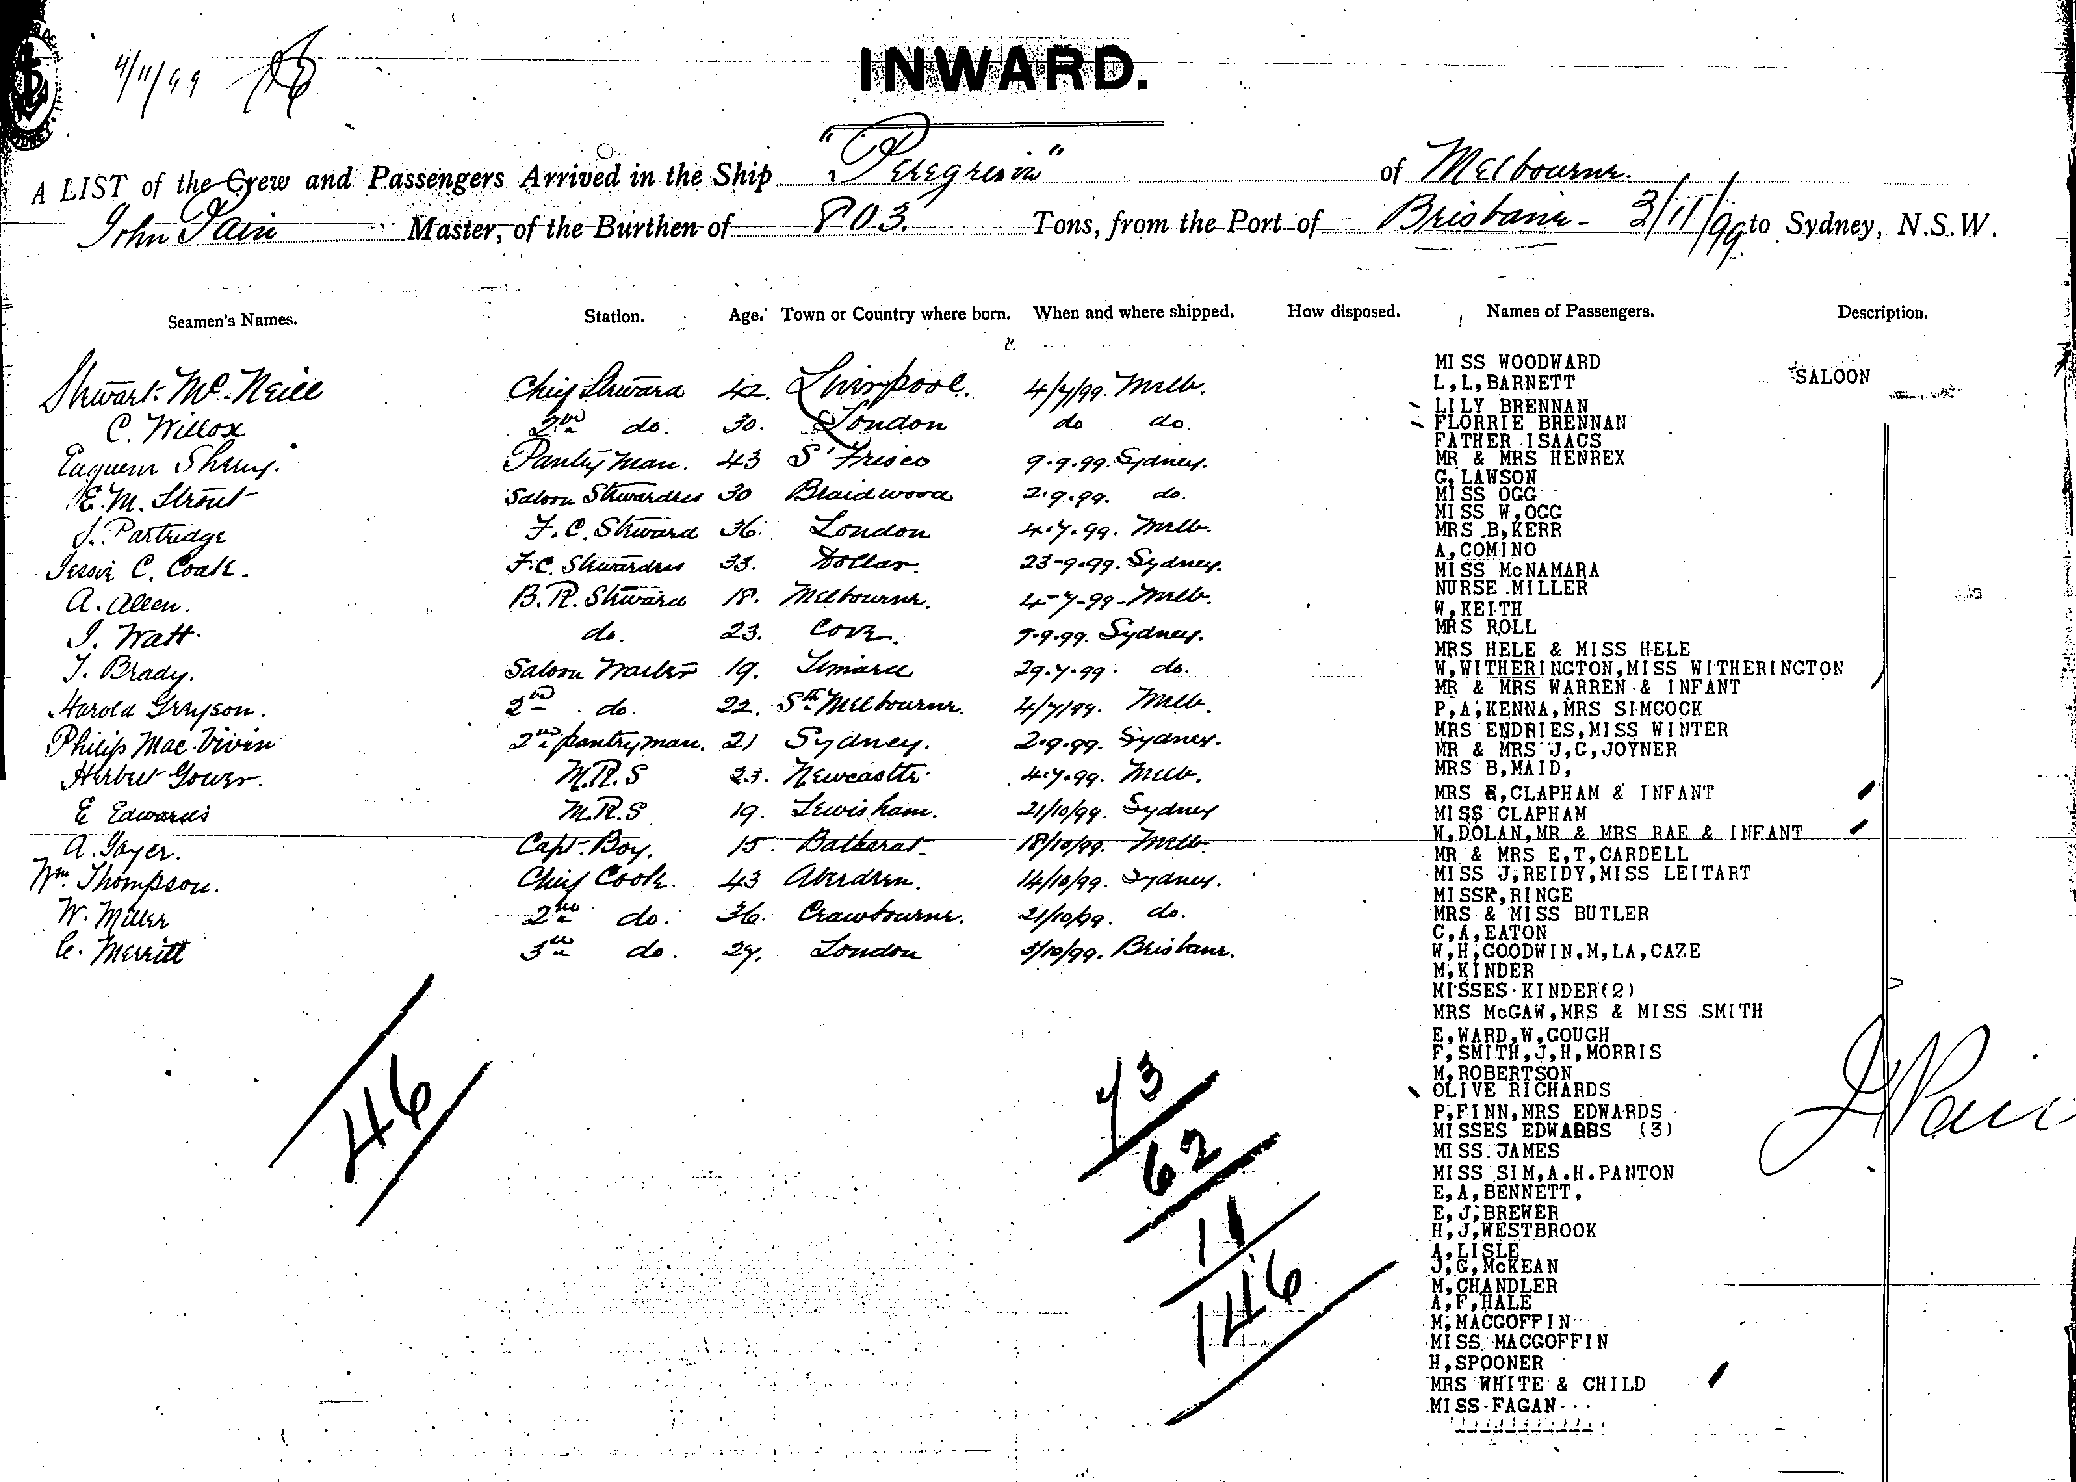 4/11/99
INWARD.
A LIST of the Crew and Passengers Arrived in the Ship "Peregrine" of Melbourne.
John Pain Master, of the Burthen of 803. Tons, from the Port of Brisbane - 3/11/99 to Sydney, N.S.W.
Seamen's Names. Station. Age. Town or Country where born. When and where shipped. How disposed. Names of Passengers. Description.
Stewart Mc.Neill Chief Steward 42 Liverpool. 4/7/99. Melb.
C. Willox 2nd do. 30. London do do.
Pantry Man. 43 S' Frisco 9.9.99. Sydney.
E.M. Strout Saloon Stewardess 30 Braidwood 2.9.99. do.
J. Partridge F.C. Steward 36. London 4.7.99. Melb.
Jessie C. Coak. F.C. Stewardess 33. Dollar. 23-9-99. Sydney.
A. Allen. B.R. Steward 18. Melbourne. 4-7-99- Melb.
J. Watt. do. 23. 9.9.99. Sydney.
T. Brady. Saloon Waiter 19. 29.7.99. do.
Harold Grryson. 2nd do. 22. Sth Melbourne. 4/7/99. Melb.
Philip Mac Vivin 2nd pantryman. 21 Sydney. 2.9.99. Sydney.
Herbert Gower. M.R.S 23. Newcastle. 4.7.99. Melb.
E Edwards M.R.S 19. Lewisham. 21/10/99. Sydney
A. Capt. Boy. 15 Ballarat 18/10/99. Melb.
Wm Thompson. Chief Cook. 43 Aberdeen. 14/10/99. Sydney.
W. Miller 2nd do. 36. Crawbourne. 21/10/99. do.
C. Merritt 3rd do. 27. London 3/10/99. Brisbane.
46
73
62
11
146
MISS WOODWARD SALOON
L,L,BARNETT
LILY BRENNAN
FLORRIE BRENNAN
FATHER ISAACS
MR & MRS HENREX
G,LAWSON
MISS OGG
MISS W,OGG
MRS B,KERR
A,COMINO
MISS McNAMARA
NURSE MILLER
W,KEITH
MRS ROLL
MRS HELE & MISS HELE
W,WITHERINGTON,MISS WITHERINGTON
MR & MRS WARREN & INFANT
P,A,KENNA,MRS SIMCOCK
MRS ENDRIES,MISS WINTER
MR & MRS J,C,JOYNER
MRS B,MAID,
MRS E,CLAPHAM & INFANT
MISS CLAPHAM
W,DOLAN,MR & MRS RAE & INFANT
MR & MRS E,T,CARDELL
MISS J,REIDY,MISS LEITART
MISSR,RINGE
MRS & MISS BUTLER
C,A,EATON
W,H,GOODWIN,M,LA,CAZE
M,KINDER
MISSES KINDER(2)
MRS McGAW,MRS & MISS SMITH
E,WARD,W,GOUGH
F,SMITH,J,H,MORRIS
M,ROBERTSON
OLIVE RICHARDS
P,FINN,MRS EDWARDS
MISSES EDWABBS (3)
MISS JAMES
MISS SIM,A.H.PANTON
E,A,BENNETT,
E,J,BREWER
H,J,WESTBROOK
A,LISLE
J,G,McKEAN
M,CHANDLER
A,F,HALE
M,MACGOFFIN
MISS MACGOFFIN
H,SPOONER
MRS WHITE & CHILD
MISS FAGAN
J Pain